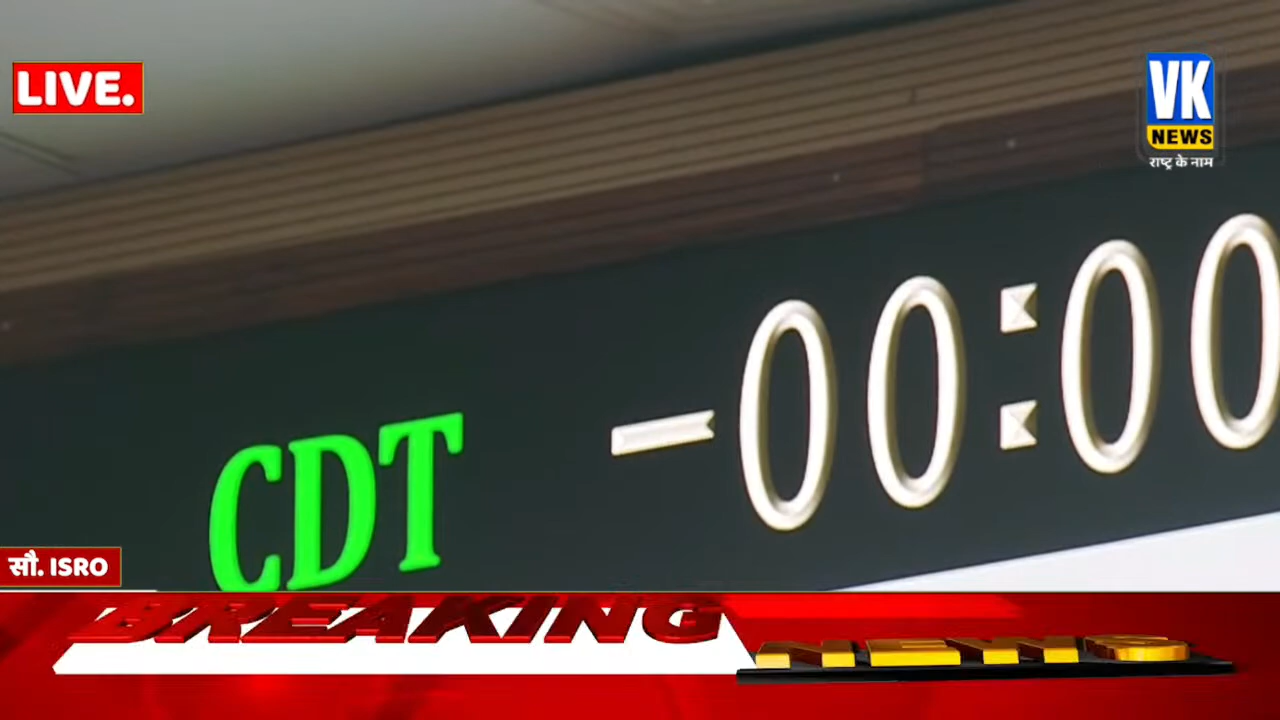 LIVE.
VK
NEWS
राष्ट्र के नाम
CDT -00:00
सौ. ISRO
BREAKING NEWS